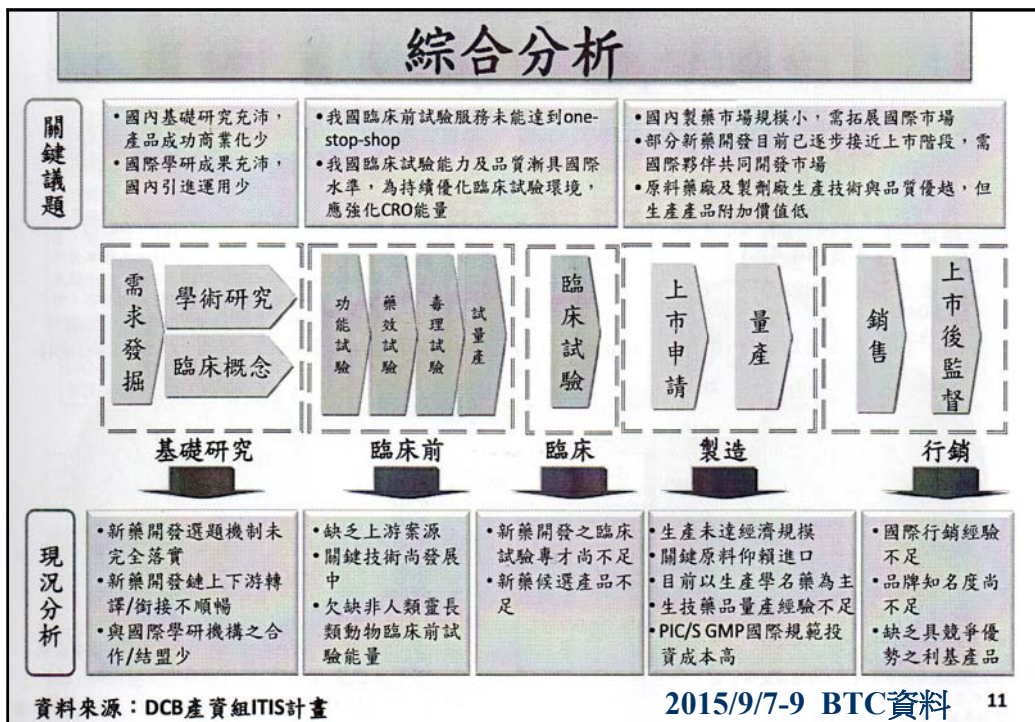 綜合分析
關鍵議題
•國內基礎研究充沛，
產品成功商業化少
•國際學研成果充沛，
國內引進運用少
•我國臨床前試驗服務未能達到one-
stop-shop
•我國臨床試驗能力及品質漸具國際
水準，為持續優化臨床試驗環境，
應強化CRO能量
•國內製藥市場規模小，需拓展國際市場
•部分新藥開發目前已逐步接近上市階段，需
國際夥伴共同開發市場
•原料藥廠及製劑廠生產技術與品質優越，但
生產產品附加價值低
需求發掘
學術研究
臨床概念
功能試驗
藥效試驗
毒理試驗
試量產
臨床試驗
上市申請
量產
銷售
上市後監督
基礎研究
臨床前
臨床
製造
行銷
現況分析
•新藥開發選題機制未
完全落實
•新藥開發鏈上下游轉
譯/銜接不順暢
•與國際學研機構之合
作/結盟少
•缺乏上游案源
•關鍵技術尚發展
中
•欠缺非人類靈長
類動物臨床前試
驗能量
•新藥開發之臨床
試驗專才尚不足
•新藥候選產品不
足
•生產未達經濟規模
•關鍵原料仰賴進口
•目前以生產學名藥為主
•生技藥品量產經驗不足
•PIC/S GMP國際規範投
資成本高
•國際行銷經驗
不足
•品牌知名度尚
不足
•缺乏具競爭優
勢之利基產品
資料來源：DCB產資組ITIS計畫
2015/9/7-9 BTC資料
11